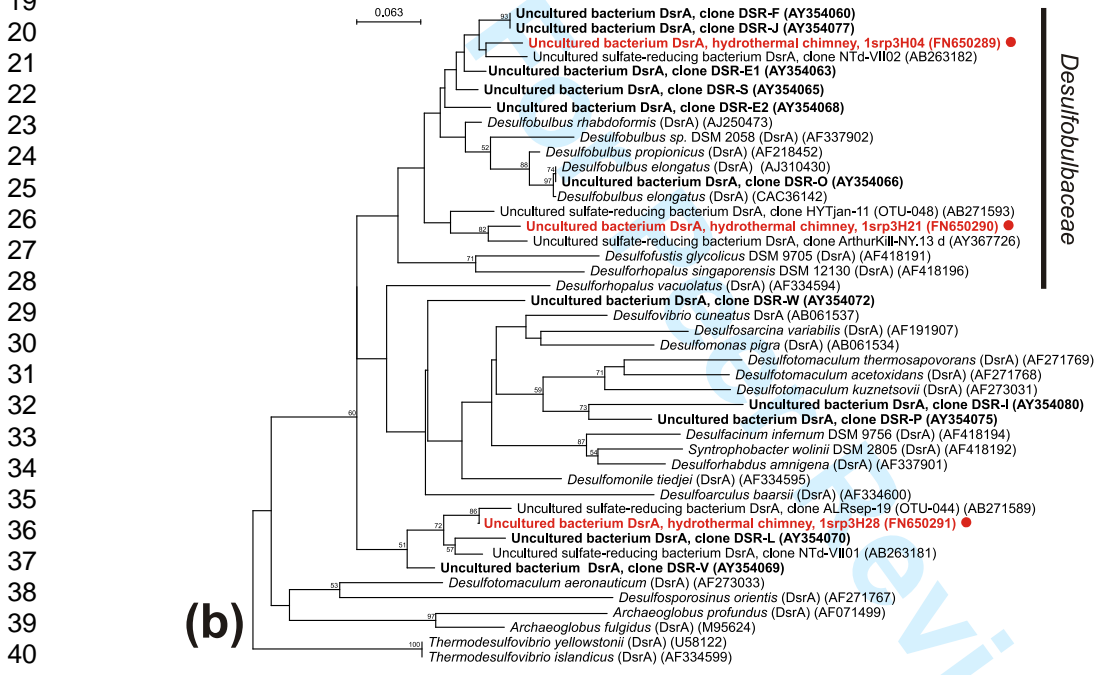 19
20
21
22
23
24
25
26
27
28
29
30
31
32
33
34
35
36
37
38
39
40
0.063
93 Uncultured bacterium DsrA, clone DSR-F (AY354060)
Uncultured bacterium DsrA, clone DSR-J (AY354077)
Uncultured bacterium DsrA, hydrothermal chimney, 1srp3H04 (FN650289)
Uncultured sulfate-reducing bacterium DsrA, clone NTd-VII02 (AB263182)
Uncultured bacterium DsrA, clone DSR-E1 (AY354063)
Uncultured bacterium DsrA, clone DSR-S (AY354065)
Uncultured bacterium DsrA, clone DSR-E2 (AY354068)
Desulfobulbus rhabdoformis (DsrA) (AJ250473)
Desulfobulbus sp. DSM 2058 (DsrA) (AF337902)
52
Desulfobulbus propionicus (DsrA) (AF218452)
88
74 Desulfobulbus elongatus (DsrA) (AJ310430)
97 Uncultured bacterium DsrA, clone DSR-O (AY354066)
Desulfobulbus elongatus (DsrA) (CAC36142)
Uncultured sulfate-reducing bacterium DsrA, clone HYTjan-11 (OTU-048) (AB271593)
82 Uncultured bacterium DsrA, hydrothermal chimney, 1srp3H21 (FN650290)
Uncultured sulfate-reducing bacterium DsrA, clone ArthurKill-NY.13 d (AY367726)
71 Desulfofustis glycolicus DSM 9705 (DsrA) (AF418191)
Desulforhopalus singaporensis DSM 12130 (DsrA) (AF418196)
Desulforhopalus vacuolatus (DsrA) (AF334594)
Desulfobulbaceae
Uncultured bacterium DsrA, clone DSR-W (AY354072)
Desulfovibrio cuneatus DsrA (AB061537)
Desulfosarcina variabilis (DsrA) (AF191907)
Desulfomonas pigra (DsrA) (AB061534)
Desulfotomaculum thermosapovorans (DsrA) (AF271769)
71 Desulfotomaculum acetoxidans (DsrA) (AF271768)
Desulfotomaculum kuznetsovii (DsrA) (AF273031)
59
Uncultured bacterium DsrA, clone DSR-I (AY354080)
73
60
Uncultured bacterium DsrA, clone DSR-P (AY354075)
Desulfacinum infernum DSM 9756 (DsrA) (AF418194)
87
54 Syntrophobacter wolinii DSM 2805 (DsrA) (AF418192)
Desulforhabdus amnigena (DsrA) (AF337901)
Desulfomonile tiedjei (DsrA) (AF334595)
Desulfoarculus baarsii (DsrA) (AF334600)
86 Uncultured sulfate-reducing bacterium DsrA, clone ALRsep-19 (OTU-044) (AB271589)
Uncultured bacterium DsrA, hydrothermal chimney, 1srp3H28 (FN650291)
72
Uncultured bacterium DsrA, clone DSR-L (AY354070)
51
57 Uncultured sulfate-reducing bacterium DsrA, clone NTd-VII01 (AB263181)
Uncultured bacterium DsrA, clone DSR-V (AY354069)
53 Desulfotomaculum aeronauticum (DsrA) (AF273033)
Desulfosporosinus orientis (DsrA) (AF271767)
97 Archaeoglobus profundus (DsrA) (AF071499)
Archaeoglobus fulgidus (DsrA) (M95624)
100 Thermodesulfovibrio yellowstonii (DsrA) (U58122)
Thermodesulfovibrio islandicus (DsrA) (AF334599)
(b)
For Peer Revi